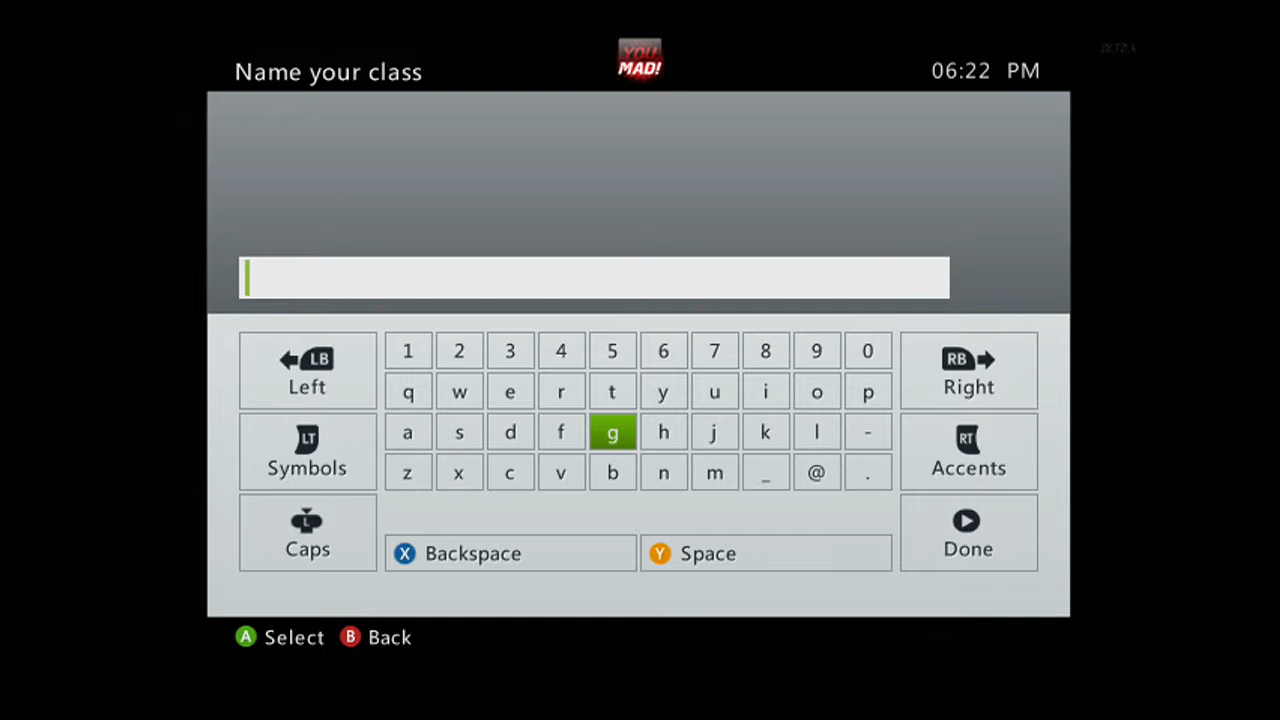 YOU
MAD!
Name your class
06:22 PM
LB
Left
1 2 3 4 5 6 7 8 9 0
RB
Right
q w e r t y u i o p
LT
Symbols
a s d f g h j k l -
RT
Accents
z x c v b n m _ @ .
L
Caps
X Backspace
Y Space
Done
A Select B Back